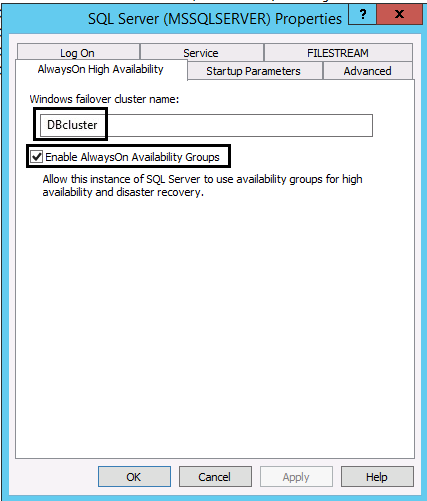 SQL Server (MSSQLSERVER) Properties ? x
Log On Service FILESTREAM
AlwaysOn High Availability Startup Parameters Advanced
Windows failover cluster name:
DBcluster
Enable AlwaysOn Availability Groups
Allow this instance of SQL Server to use availability groups for high
availability and disaster recovery.
OK Cancel Apply Help